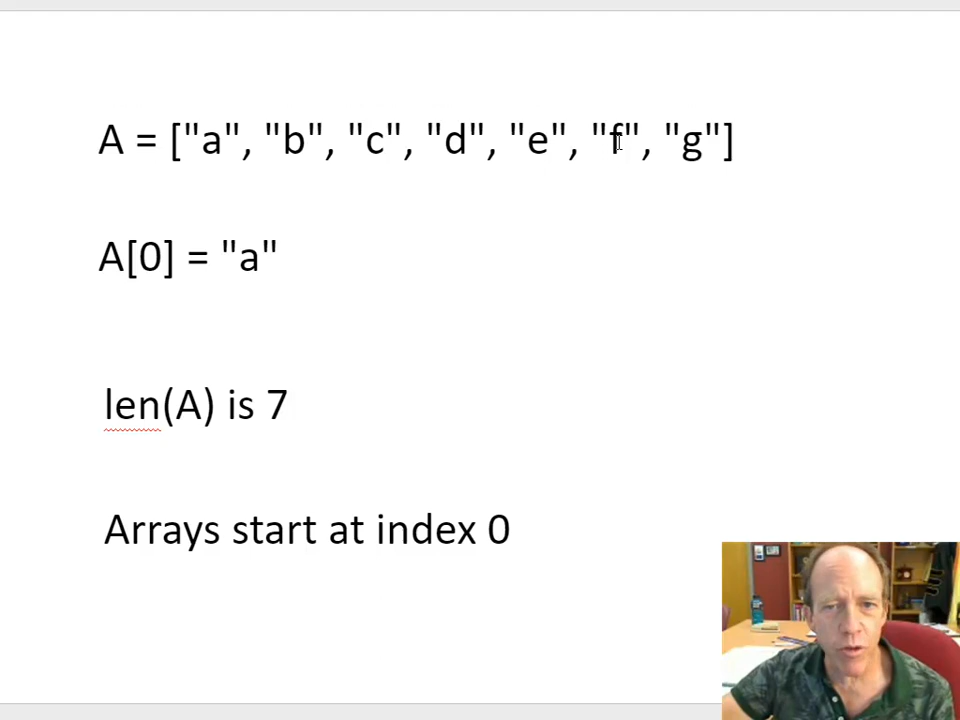 A = ["a", "b", "c", "d", "e", "f", "g"]
A[0] = "a"
len(A) is 7
Arrays start at index 0